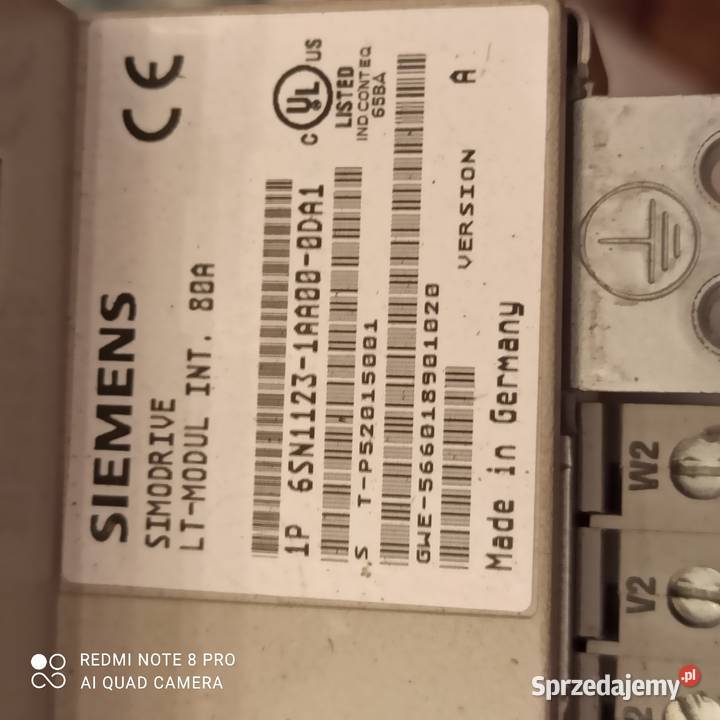 SIEMENS
CE
SIMODRIVE
LT-MODUL INT. 80A
C UL US
LISTED
IND.CONT.EQ
65BA
1P 6SN1123-1AA00-0DA1
S T-P52015001
GWE-566018901020
VERSION A
Made in Germany
W2
V2
REDMI NOTE 8 PRO
AI QUAD CAMERA
Sprzedajemy.pl